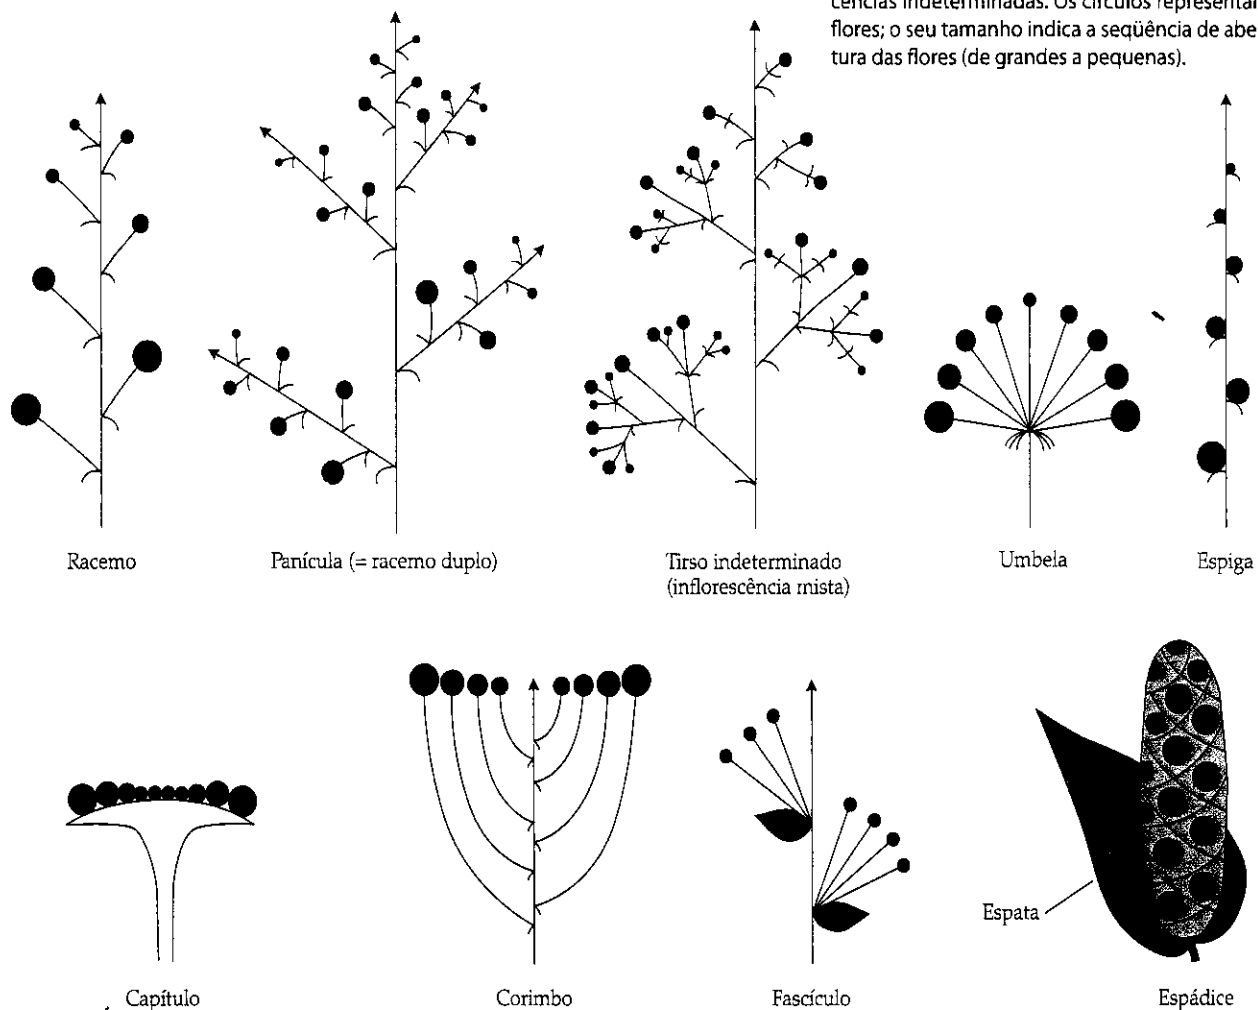 cências indeterminadas. Os círculos representam
flores; o seu tamanho indica a seqüência de aber
tura das flores (de grandes a pequenas).
Racemo
Panícula (= racemo duplo)
Tirso indeterminado
(inflorescência mista)
Umbela
Espiga
Espata
Capítulo
Corimbo
Fascículo
Espádice